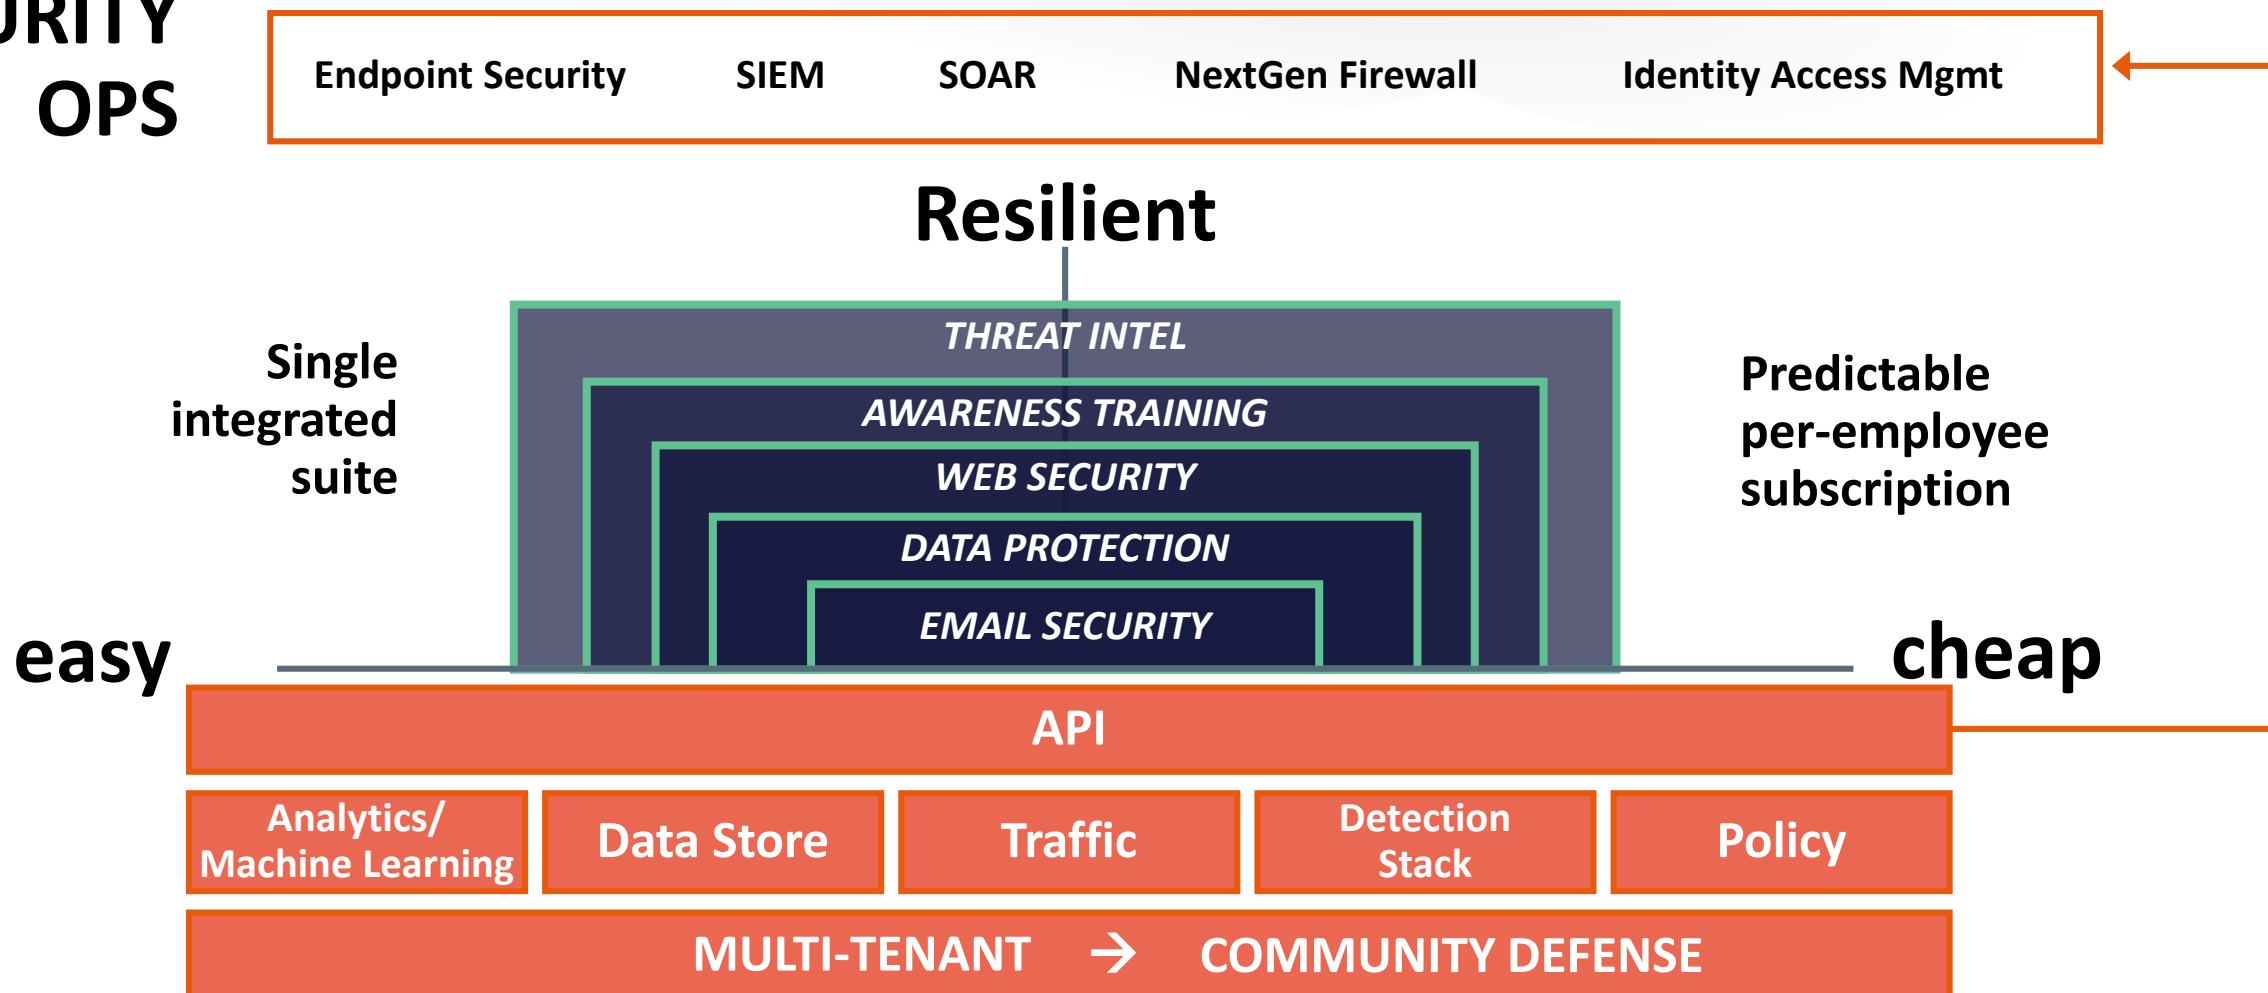 OPS
Endpoint Security SIEM SOAR NextGen Firewall Identity Access Mgmt
Resilient
Single
integrated
suite
THREAT INTEL
AWARENESS TRAINING
WEB SECURITY
DATA PROTECTION
EMAIL SECURITY
Predictable
per-employee
subscription
easy
cheap
API
Analytics/
Machine Learning
Data Store
Traffic
Detection
Stack
Policy
MULTI-TENANT → COMMUNITY DEFENSE